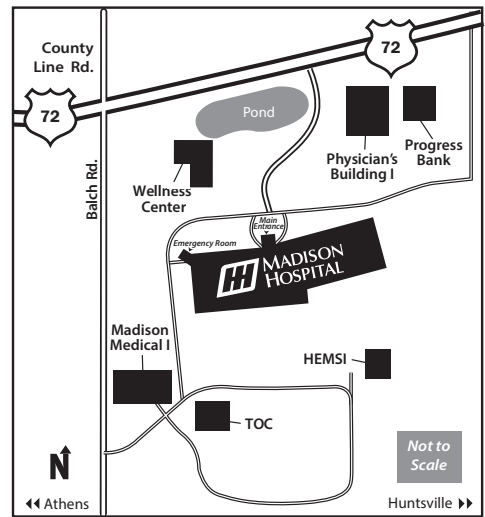 County
Line Rd.
72
72
Pond
Physician's
Building I
Progress
Bank
Balch Rd.
Wellness
Center
Main
Entrance
Emergency Room
MADISON
HOSPITAL
Madison
Medical I
HEMSI
TOC
Not to
Scale
N
Athens
Huntsville